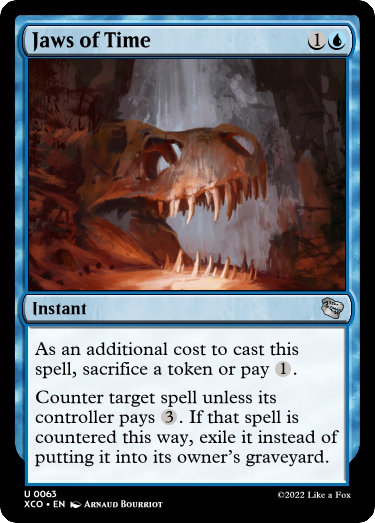 Jaws of Time 1
Instant
As an additional cost to cast this
spell, sacrifice a token or pay 1.
Counter target spell unless its
controller pays 3. If that spell is
countered this way, exile it instead of
putting it into its owner's graveyard.
U 0063
XCO • EN Arnaud Bourriot
©2022 Like a Fox